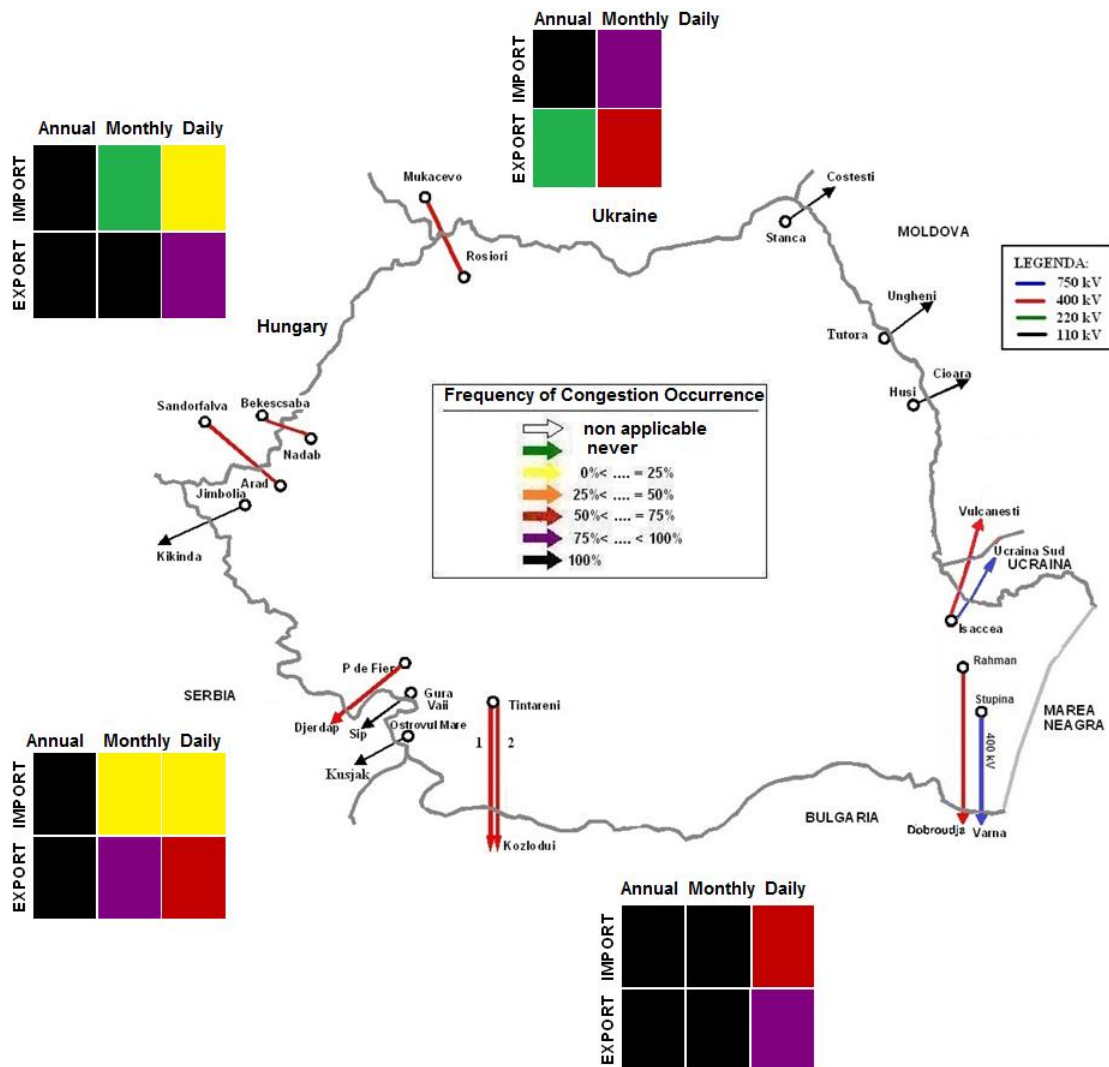 Annual Monthly Daily
IMPORT
EXPORT
Annual Monthly Daily
IMPORT
EXPORT
Mukacevo
Rosiori
Ukraine
Costesti
Stanca
MOLDOVA
LEGENDA:
750 kV
400 kV
220 kV
110 kV
Ungheni
Tutora
Cioara
Husi
Hungary
Frequency of Congestion Occurrence
non applicable
never
0%< .... = 25%
25%< .... = 50%
50%< .... = 75%
75%< .... < 100%
100%
Sandorfalva
Bekescsaba
Nadab
Arad
Jimbolia
Kikinda
Vulcanesti
Ucraina Sud
UCRAINA
Isaccea
Rahman
Stupina
400 kV
MAREA
NEAGRA
P de Fier
SERBIA
Gura
Vaii
Djerdap
Sip
Ostrovul Mare
Kusjak
Tintareni
1 2
Kozlodui
BULGARIA
Dobroudja
Varna
Annual Monthly Daily
IMPORT
EXPORT
Annual Monthly Daily
IMPORT
EXPORT